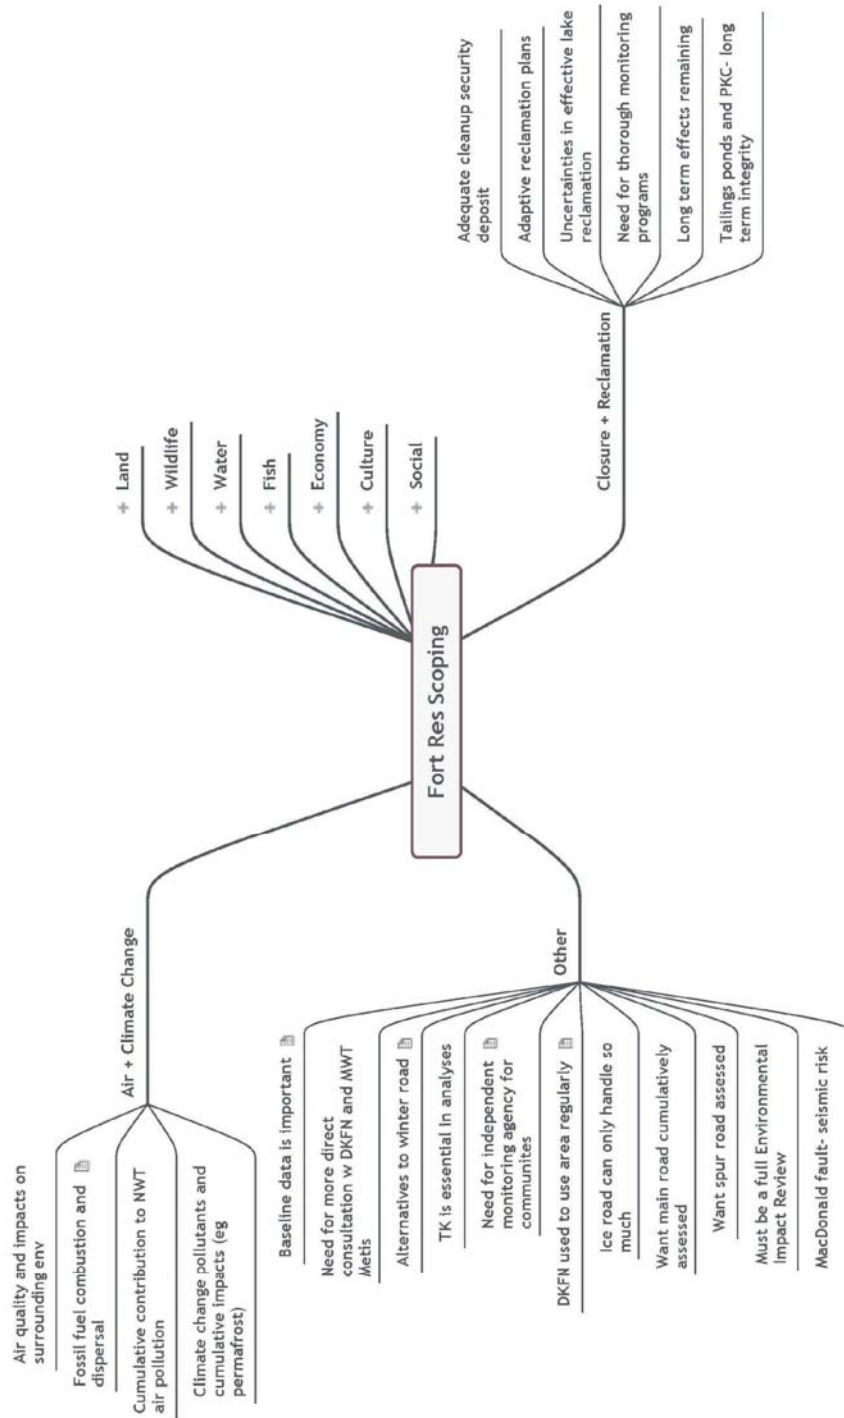 Fort Res Scoping
Air + Climate Change
Air quality and impacts on
surrounding env
Fossil fuel combustion and
dispersal
Cumulative contribution to NWT
air pollution
Climate change pollutants and
cumulative impacts (eg
permafrost)
Other
Baseline data is important
Need for more direct
consultation w DKFN and MWT
Metis
Alternatives to winter road
TK is essential in analyses
Need for independent
monitoring agency for
communites
DKFN used to use area regularly
Ice road can only handle so
much
Want main road cumulatively
assessed
Want spur road assessed
Must be a full Environmental
Impact Review
MacDonald fault- seismic risk
+ Land
+ Wildlife
+ Water
+ Fish
+ Economy
+ Culture
+ Social
Closure + Reclamation
Adequate cleanup security
deposit
Adaptive reclamation plans
Uncertainties in effective lake
reclamation
Need for thorough monitoring
programs
Long term effects remaining
Tailings ponds and PKC- long
term integrity